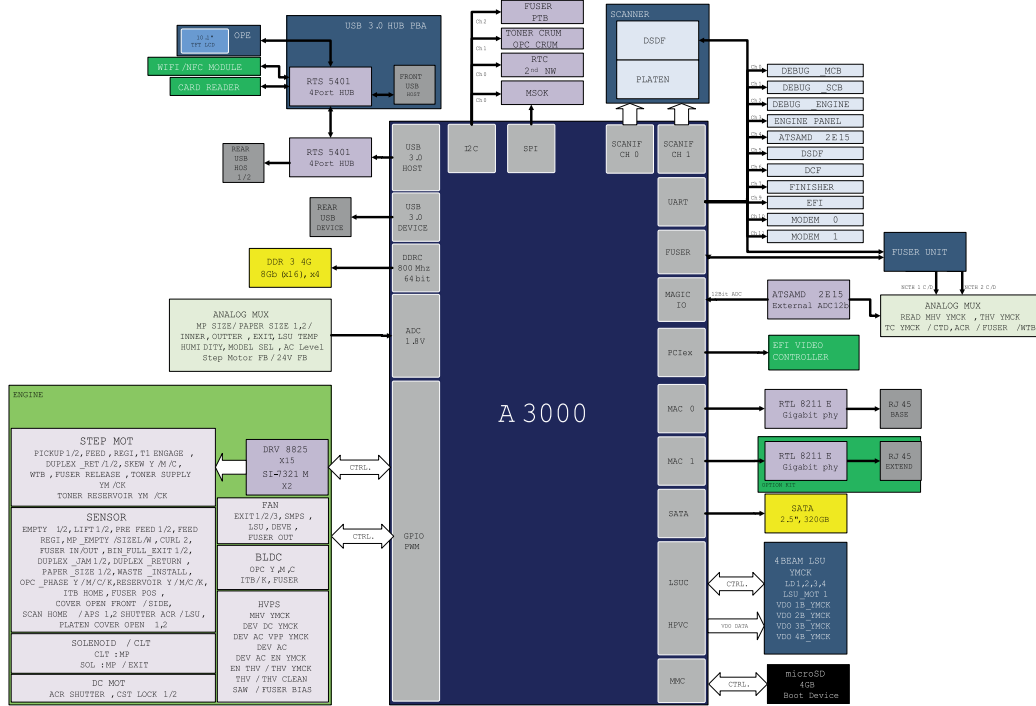 USB 3.0 HUB PBA
10.1"
TFT LCD
OPE
WIFI/NFC MODULE
CARD READER
RTS 5401
4Port HUB
FRONT
USB
HOST
REAR
USB
HOS
1/2
RTS 5401
4Port HUB
REAR
USB
DEVICE
DDR 3 4G
8Gb (x16), x4
ANALOG MUX
MP SIZE/ PAPER SIZE 1,2/
INNER, OUTTER , EXIT, LSU TEMP
HUMIDITY, MODEL SEL , AC Level
Step Motor FB / 24V FB
Ch2
Ch1
Ch0
Ch0
FUSER
PTB
TONER CRUM
OPC CRUM
RTC
2nd NW
MSOK
SCANNER
DSDF
PLATEN
USB
3.0
HOST
I2C
SPI
SCANIF
CH 0
SCANIF
CH 1
USB
3.0
DEVICE
DDRC
800 Mhz
64bit
ADC
1.8V
GPIO
PWM
A 3000
UART
FUSER
MAGIC
IO
PCIex
MAC 0
MAC 1
SATA
LSUC
HPVC
MMC
DEBUG _MCB
DEBUG _SCB
DEBUG _ENGINE
ENGINE PANEL
ATSAMD 2E15
DSDF
DCF
FINISHER
EFI
MODEM 0
MODEM 1
FUSER UNIT
NCTH 1 C/D
NCTH 2 C/D
12Bit ADC
ATSAMD 2E15
External ADC12b
ANALOG MUX
READ MHV YMCK , THV YMCK
TC YMCK / CTD, ACR / FUSER /WTB
EFI VIDEO
CONTROLLER
RTL 8211 E
Gigabit phy
RJ 45
BASE
RTL 8211 E
Gigabit phy
RJ 45
EXTEND
OPTION KIT
SATA
2.5", 320GB
4BEAM LSU
YMCK
LD1,2,3,4
LSU_MOT 1
VDO 1B_YMCK
VDO 2B_YMCK
VDO 3B_YMCK
VDO 4B_YMCK
CTRL.
VDO DATA
CTRL.
microSD
4GB
Boot Device
ENGINE
STEP MOT
PICKUP 1/2, FEED , REGI, T1 ENGAGE ,
DUPLEX _RET /1/2, SKEW Y /M /C,
WTB , FUSER RELEASE , TONER SUPPLY
YM /CK
TONER RESERVOIR YM /CK
DRV 8825
X15
SI-7321 M
X2
CTRL.
CTRL.
SENSOR
EMPTY 1/2, LIFT 1/2, PRE FEED 1/2, FEED
REGI, MP_EMPTY /SIZEL/W , CURL 2,
FUSER IN/OUT , BIN_FULL_EXIT 1/2,
DUPLEX _JAM 1/2, DUPLEX _RETURN ,
PAPER_SIZE 1/2, WASTE _INSTALL,
OPC _PHASE Y /M/C/K, RESERVOIR Y /M/C/K,
ITB HOME , FUSER POS ,
COVER OPEN FRONT /SIDE,
SCAN HOME / APS 1,2 SHUTTER ACR / LSU ,
PLATEN COVER OPEN 1,2
FAN
EXIT 1/2/3, SMPS ,
LSU , DEVE ,
FUSER OUT
BLDC
OPC Y ,M ,C
ITB/K, FUSER
HVPS
MHV YMCK
DEV DC YMCK
DEV AC VPP YMCK
DEV AC
DEV AC EN YMCK
EN THV / THV YMCK
THV / THV CLEAN
SAW / FUSER BIAS
SOLENOID / CLT
CLT : MP
SOL : MP / EXIT
DC MOT
ACR SHUTTER , CST LOCK 1/2